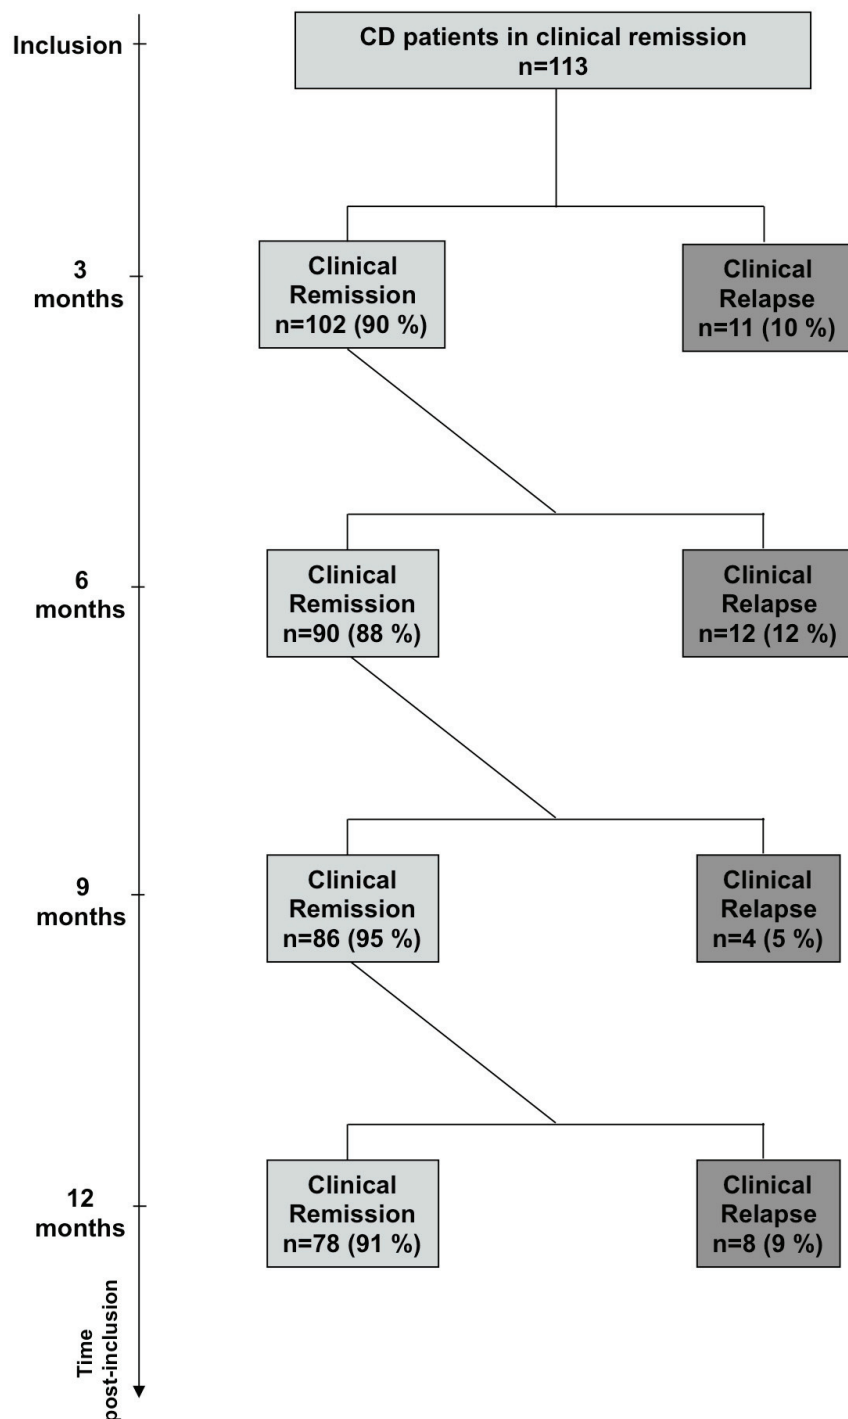 Inclusion
CD patients in clinical remission
n=113
3
months
Clinical
Remission
n=102 (90 %)
Clinical
Relapse
n=11 (10 %)
6
months
Clinical
Remission
n=90 (88 %)
Clinical
Relapse
n=12 (12 %)
9
months
Clinical
Remission
n=86 (95 %)
Clinical
Relapse
n=4 (5 %)
12
months
Clinical
Remission
n=78 (91 %)
Clinical
Relapse
n=8 (9 %)
Time
post-inclusion